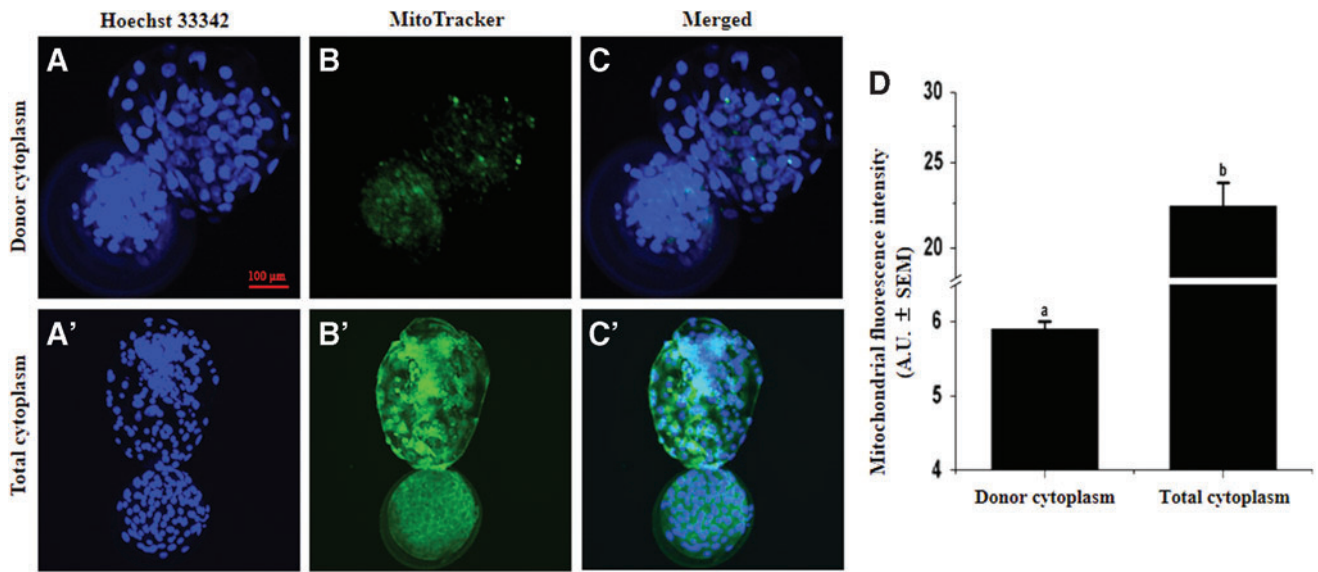 Hoechst 33342
MitoTracker
Merged
Donor cytoplasm
A
100 µm
B
C
Total cytoplasm
A’
B’
C’
D
Mitochondrial fluorescence intensity
(A.U. ± SEM)
30
25
20
6
5
4
a
b
Donor cytoplasm
Total cytoplasm